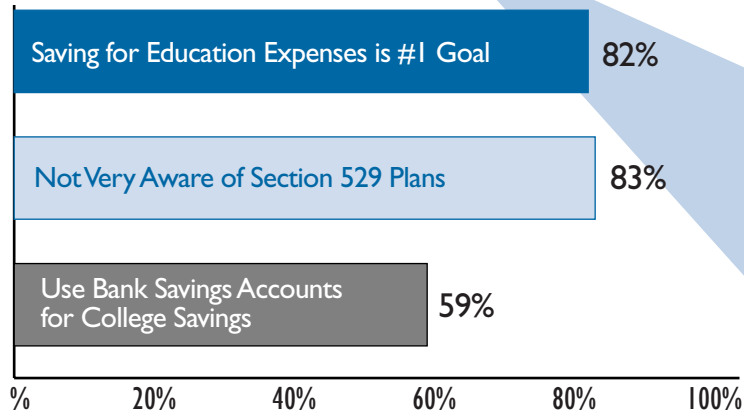 Saving for Education Expenses is #1 Goal 82%
Not Very Aware of Section 529 Plans 83%
Use Bank Savings Accounts
for College Savings
59%
% 20% 40% 60% 80% 100%